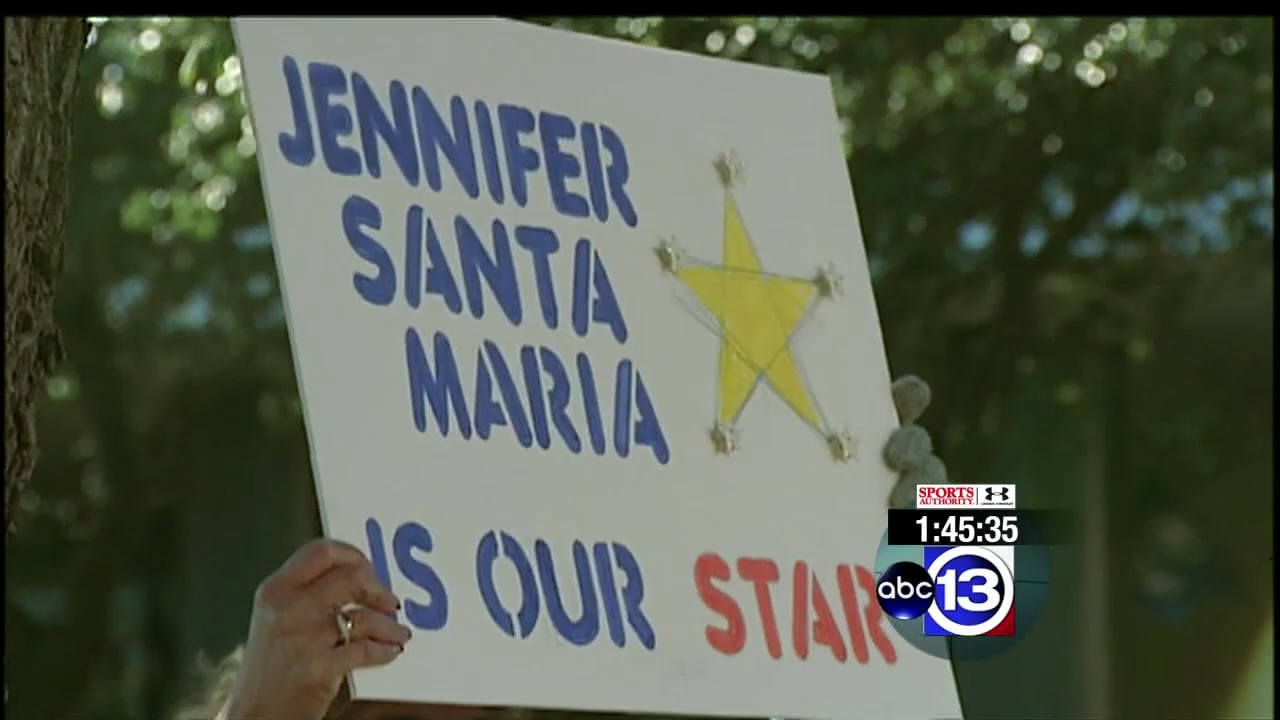 JENNIFER
SANTA
MARIA
IS OUR STAR
SPORTS AUTHORITY
1:45:35
abc 13